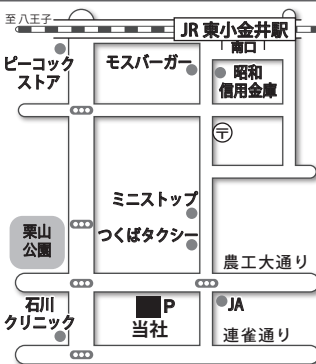 至八王子
JR 東小金井駅
南口
ピーコック
ストア
モスバーガー
昭和
信用金庫
〒
ミニストップ
つくばタクシー
栗山
公園
農工大通り
石川
クリニック
P
当社
JA
連雀通り